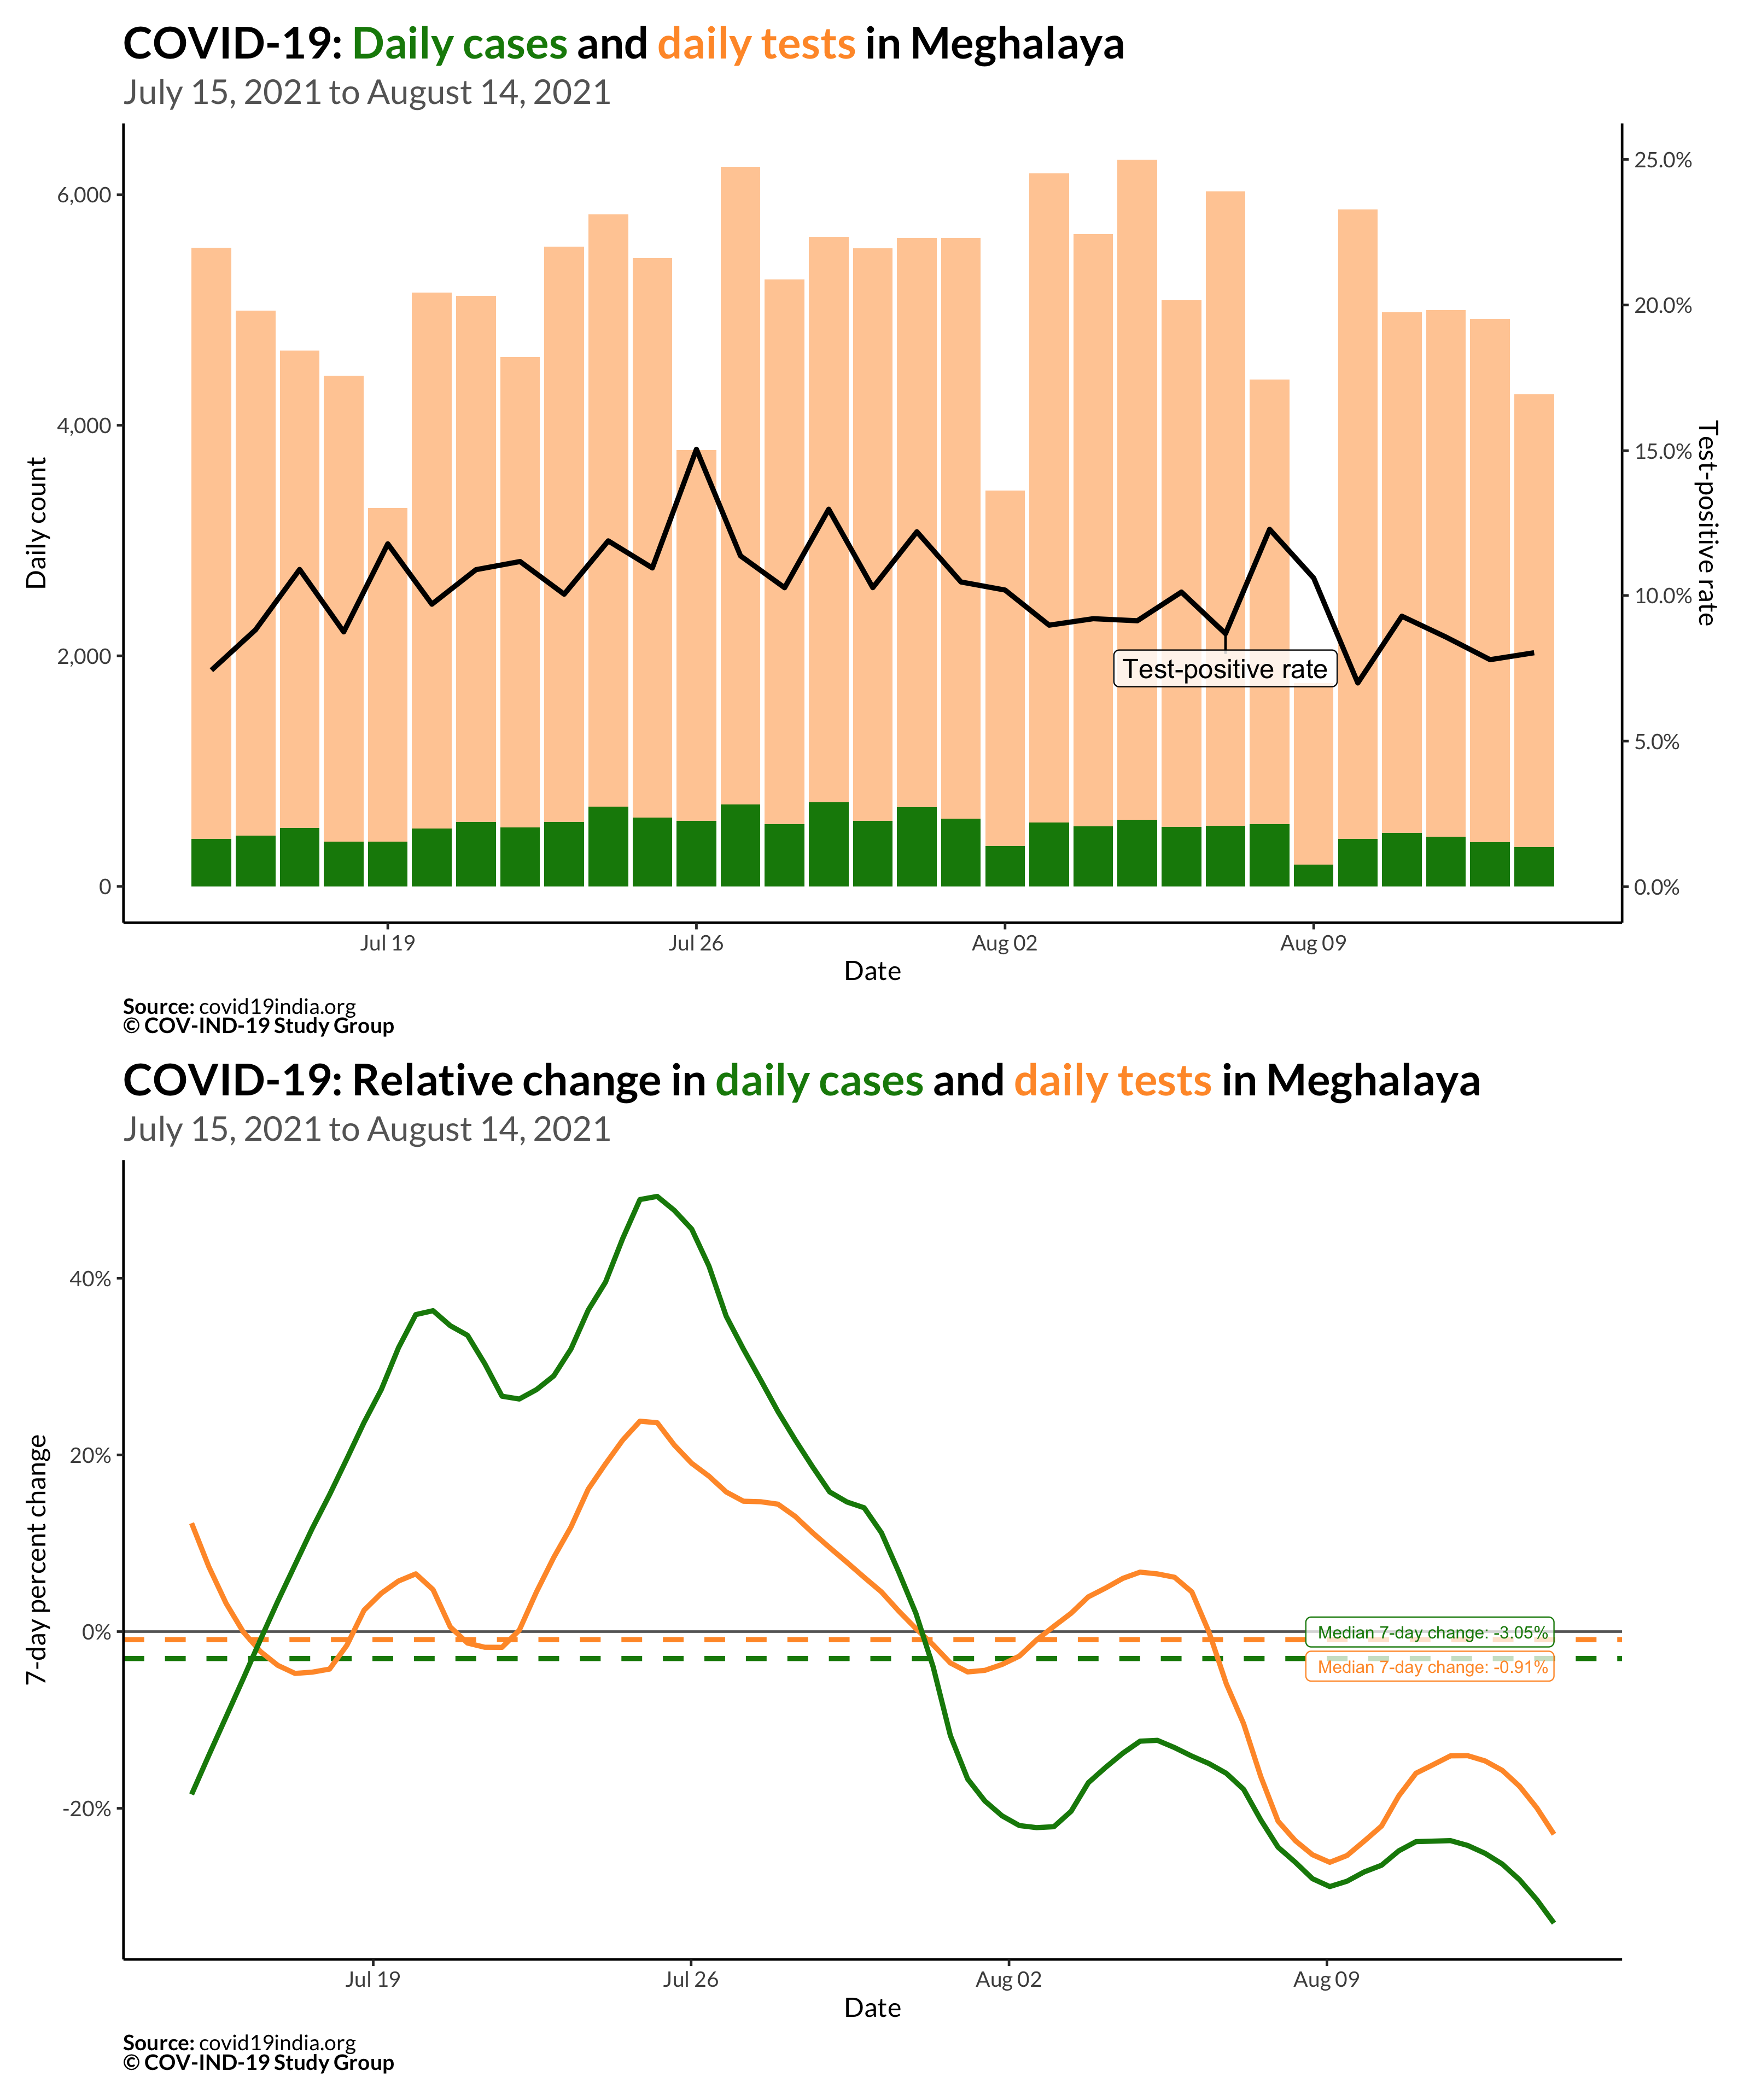 COVID-19: Daily cases and daily tests in Meghalaya
July 15, 2021 to August 14, 2021
6,000
4,000
2,000
0
Daily count
25.0%
20.0%
15.0%
10.0%
5.0%
0.0%
Test-positive rate
Test-positive rate
Jul 19
Jul 26
Aug 02
Aug 09
Date
Source: covid19india.org
© COV-IND-19 Study Group
COVID-19: Relative change in daily cases and daily tests in Meghalaya
July 15, 2021 to August 14, 2021
40%
20%
0%
-20%
7-day percent change
Median 7-day change: -3.05%
Median 7-day change: -0.91%
Jul 19
Jul 26
Aug 02
Aug 09
Date
Source: covid19india.org
© COV-IND-19 Study Group